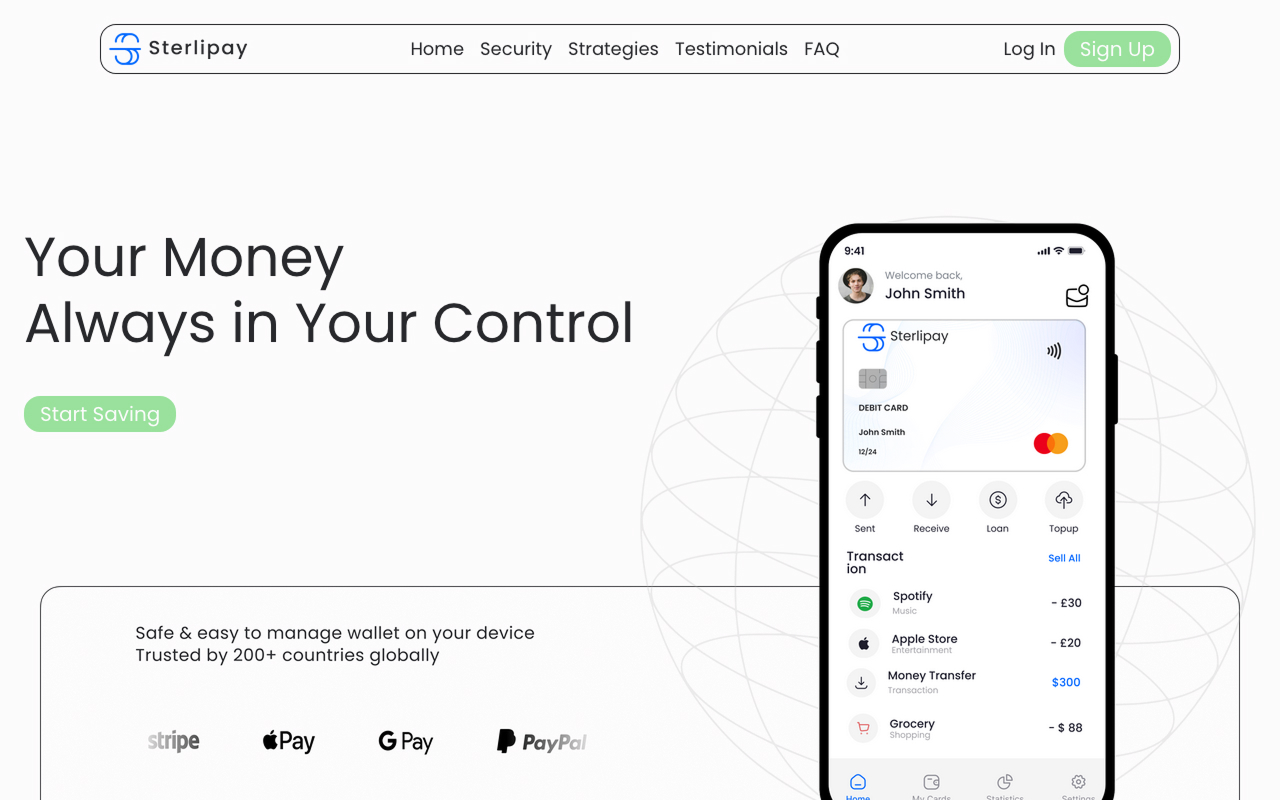 Sterlipay
Home Security Strategies Testimonials FAQ
Log In Sign Up
Your Money
Always in Your Control
Start Saving
9:41
Welcome back,
John Smith
Sterlipay
DEBIT CARD
John Smith
12/24
Sent Receive Loan Topup
Transact
ion
Sell All
Spotify
Music
- £30
Apple Store
Entertainment
- £20
Money Transfer
Transaction
$300
Grocery
Shopping
- $ 88
Home My Cards Statistics Settings
Safe & easy to manage wallet on your device
Trusted by 200+ countries globally
stripe Pay G Pay PayPal